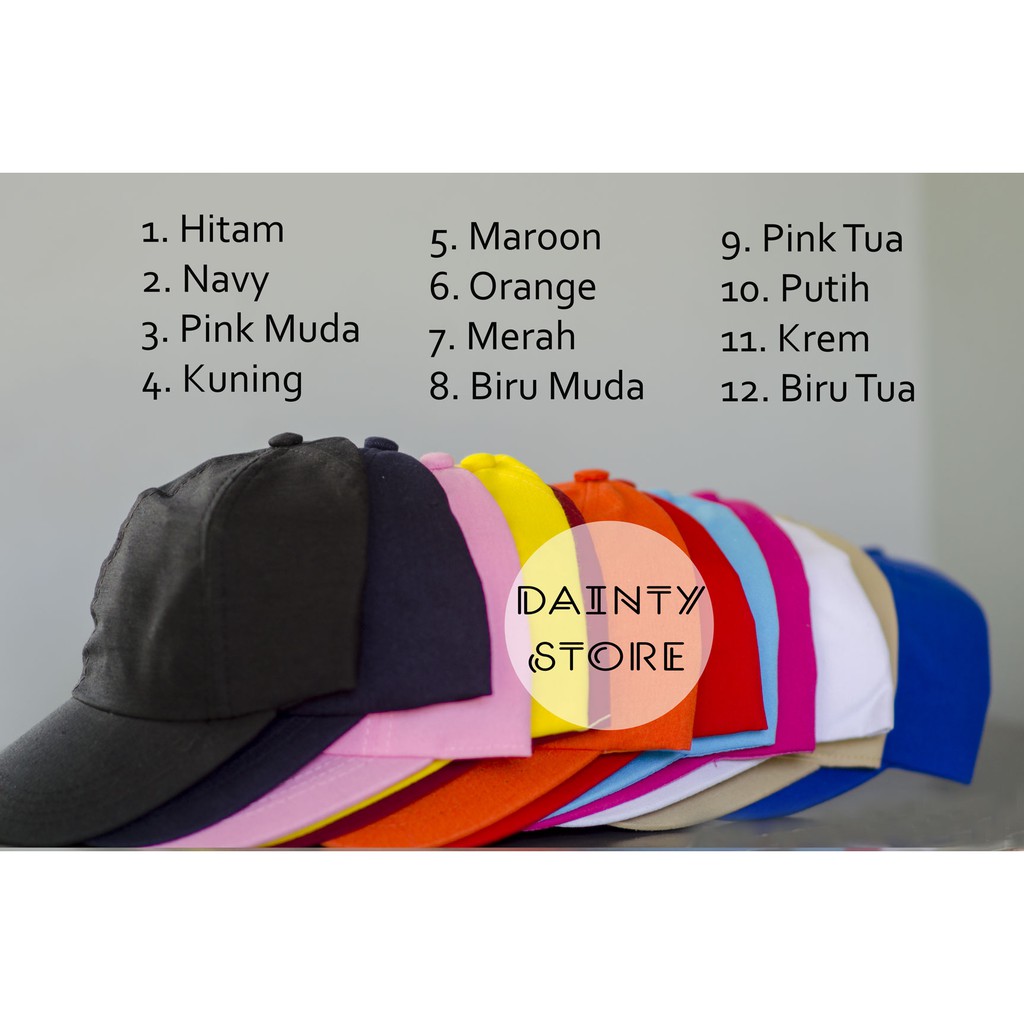 1. Hitam
2. Navy
3. Pink Muda
4. Kuning
5. Maroon
6. Orange
7. Merah
8. Biru Muda
9. Pink Tua
10. Putih
11. Krem
12. Biru Tua
DAINTY
STORE